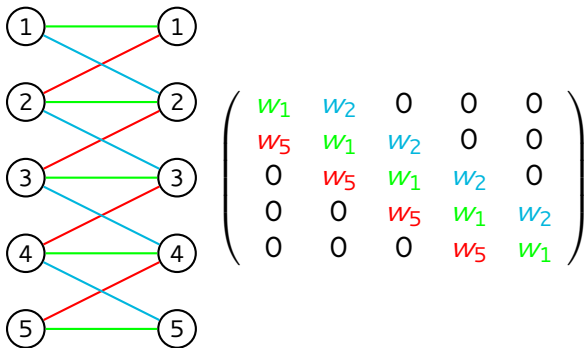 1 1
2 2
3 3
4 4
5 5
w₁ w₂ 0 0 0
w₅ w₁ w₂ 0 0
0 w₅ w₁ w₂ 0
0 0 w₅ w₁ w₂
0 0 0 w₅ w₁